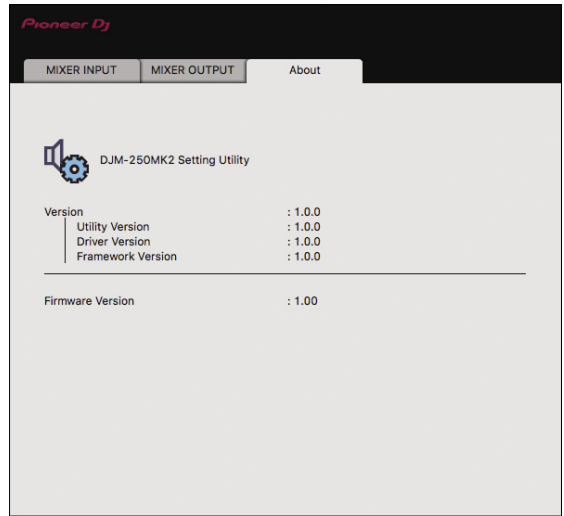 Pioneer Dj
MIXER INPUT MIXER OUTPUT About
DJM-250MK2 Setting Utility
Version : 1.0.0
Utility Version : 1.0.0
Driver Version : 1.0.0
Framework Version : 1.0.0
Firmware Version : 1.00